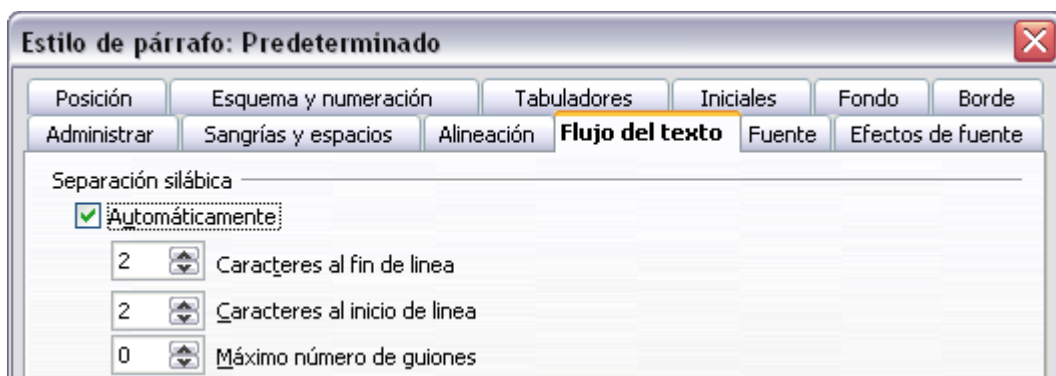 Estilo de párrafo: Predeterminado
Posición Esquema y numeración Tabuladores Iniciales Fondo Borde
Administrar Sangrías y espacios Alineación Flujo del texto Fuente Efectos de fuente
Separación silábica
Automáticamente
2 Caracteres al fin de linea
2 Caracteres al inicio de linea
0 Máximo número de guiones